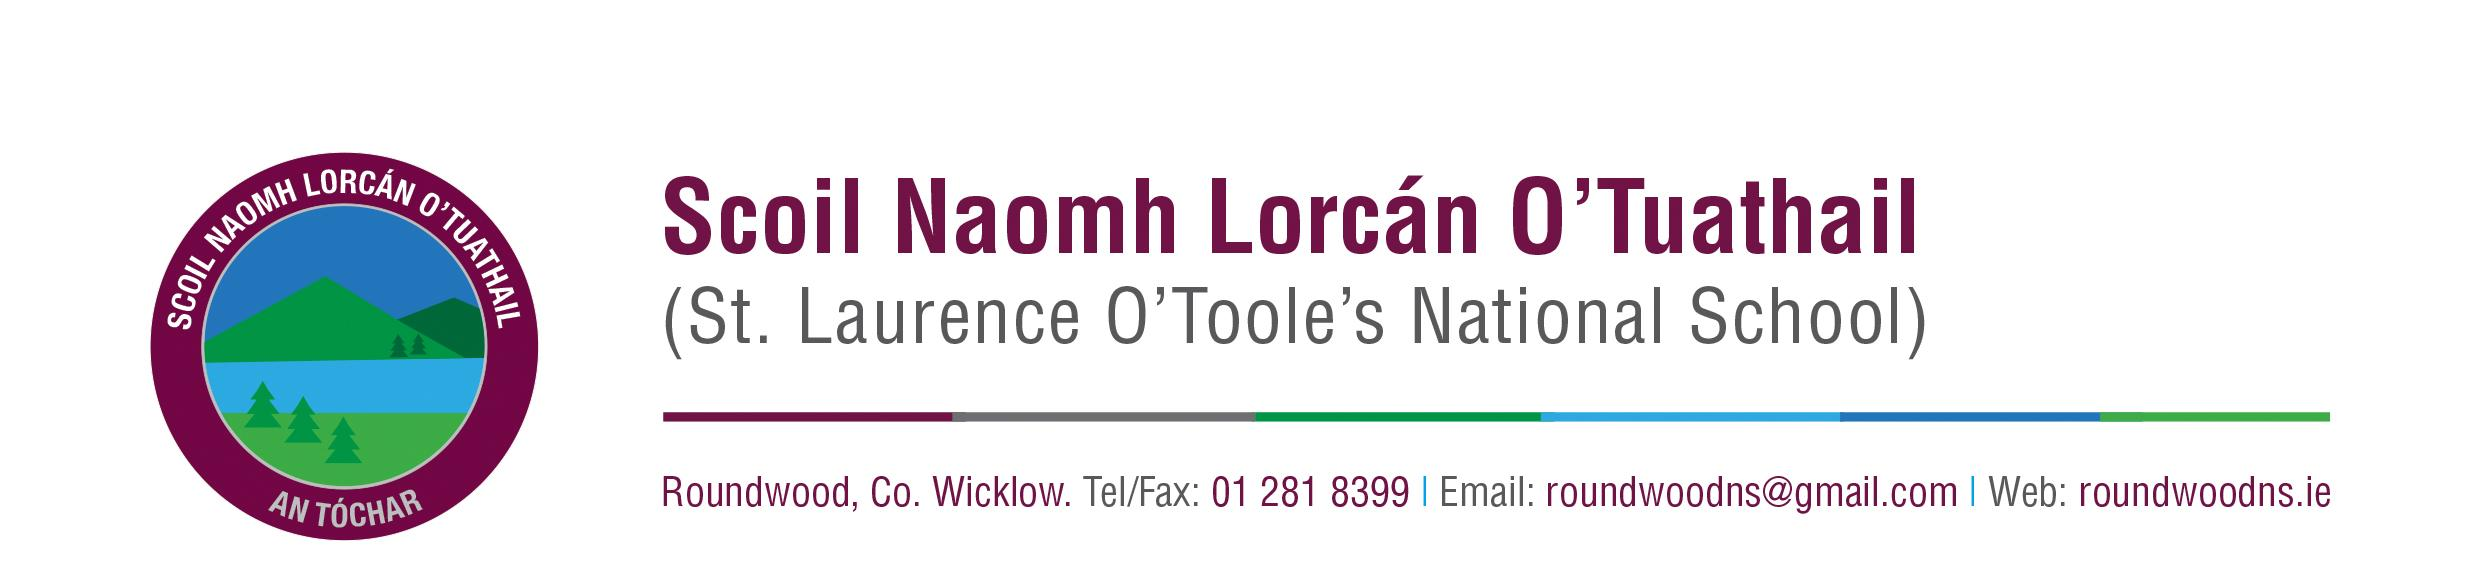 SCOIL NAOMH LORCÁN O’TUATHAIL
AN TÓCHAR
Scoil Naomh Lorcán O’Tuathail
(St. Laurence O’Toole’s National School)
Roundwood, Co. Wicklow. Tel/Fax: 01 281 8399 | Email: roundwoodns@gmail.com | Web: roundwoodns.ie